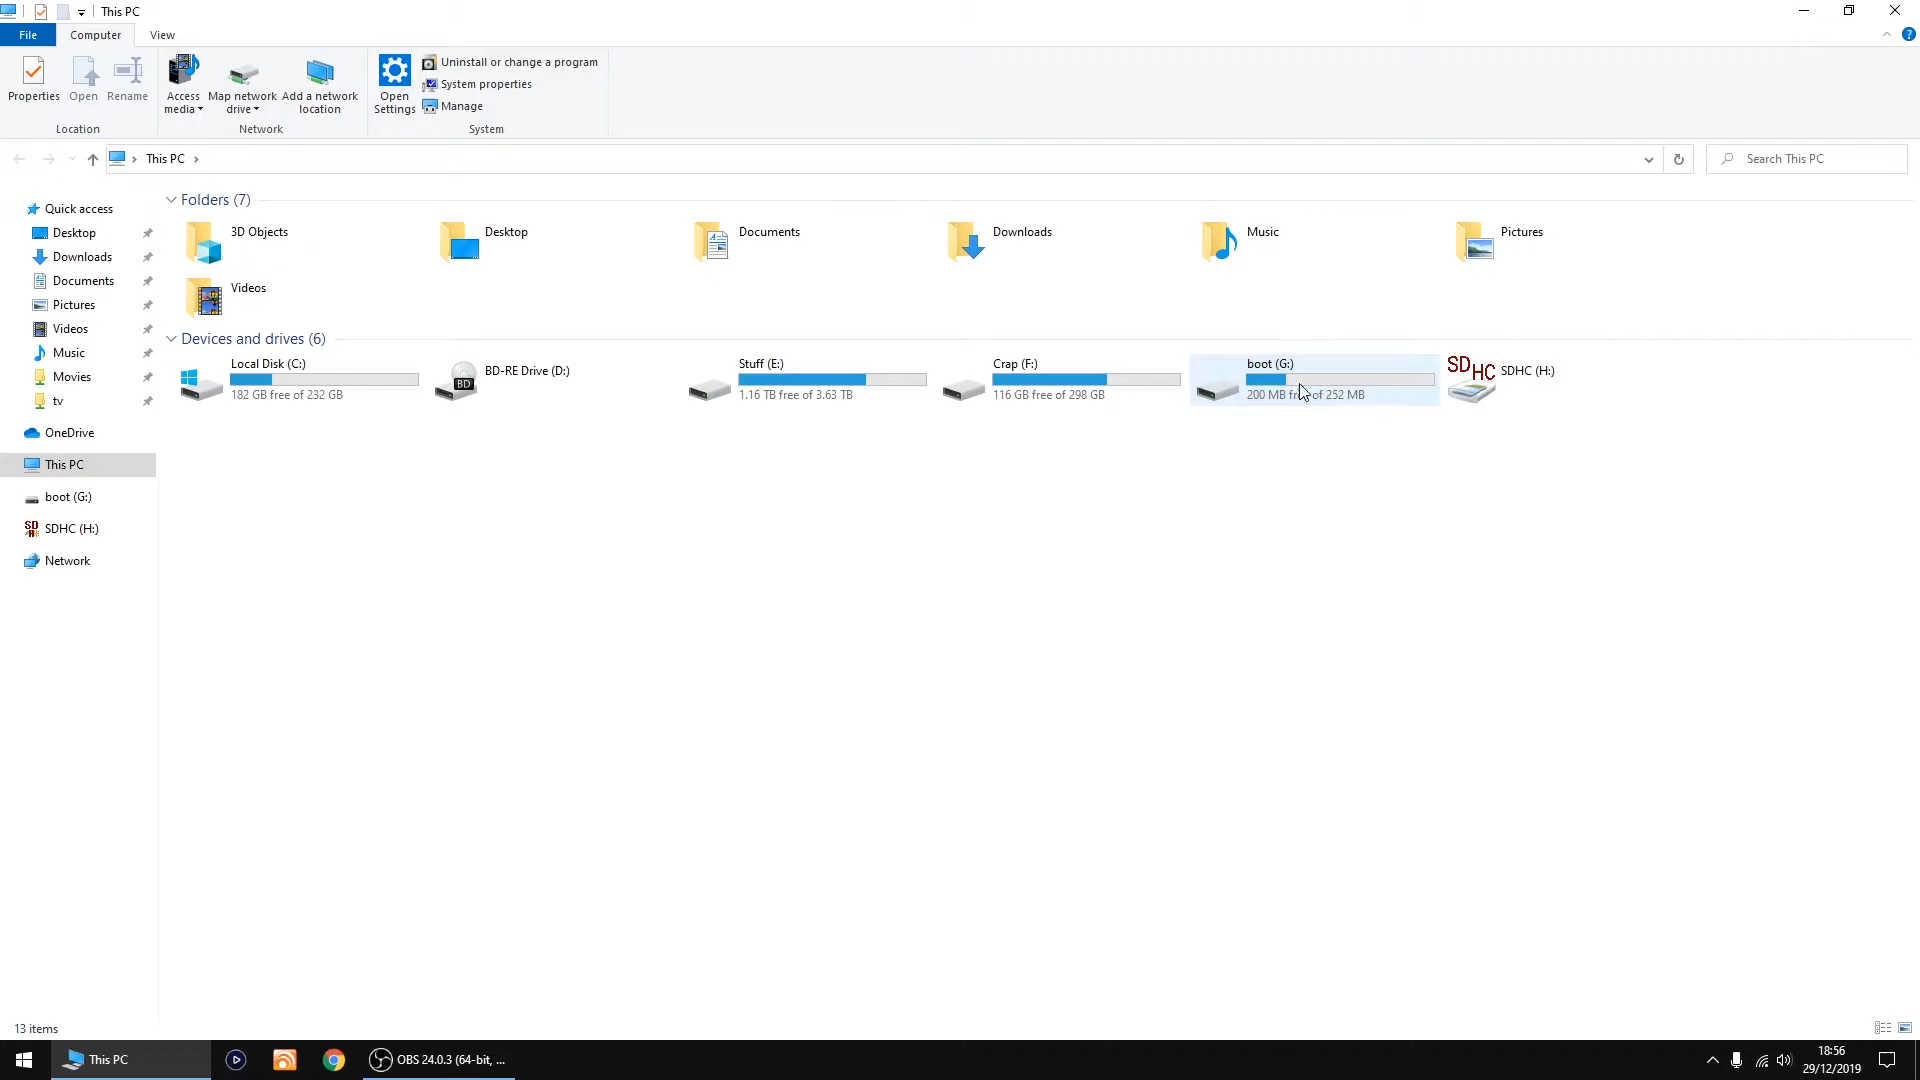 This PC
File Computer View
Properties Open Rename Access media Map network drive Add a network location Open Settings
Uninstall or change a program
System properties
Manage
Location Network System
This PC
Search This PC
Quick access
Desktop
Downloads
Documents
Pictures
Videos
Music
Movies
tv
OneDrive
This PC
boot (G:)
SDHC (H:)
Network
Folders (7)
3D Objects Desktop Documents Downloads Music Pictures
Videos
Devices and drives (6)
Local Disk (C:)
182 GB free of 232 GB
BD
BD-RE Drive (D:)
Stuff (E:)
1.16 TB free of 3.63 TB
Crap (F:)
116 GB free of 298 GB
boot (G:)
200 MB free of 252 MB
SDHC
SDHC (H:)
13 items
This PC
OBS 24.0.3 (64-bit, ...
18:56
29/12/2019